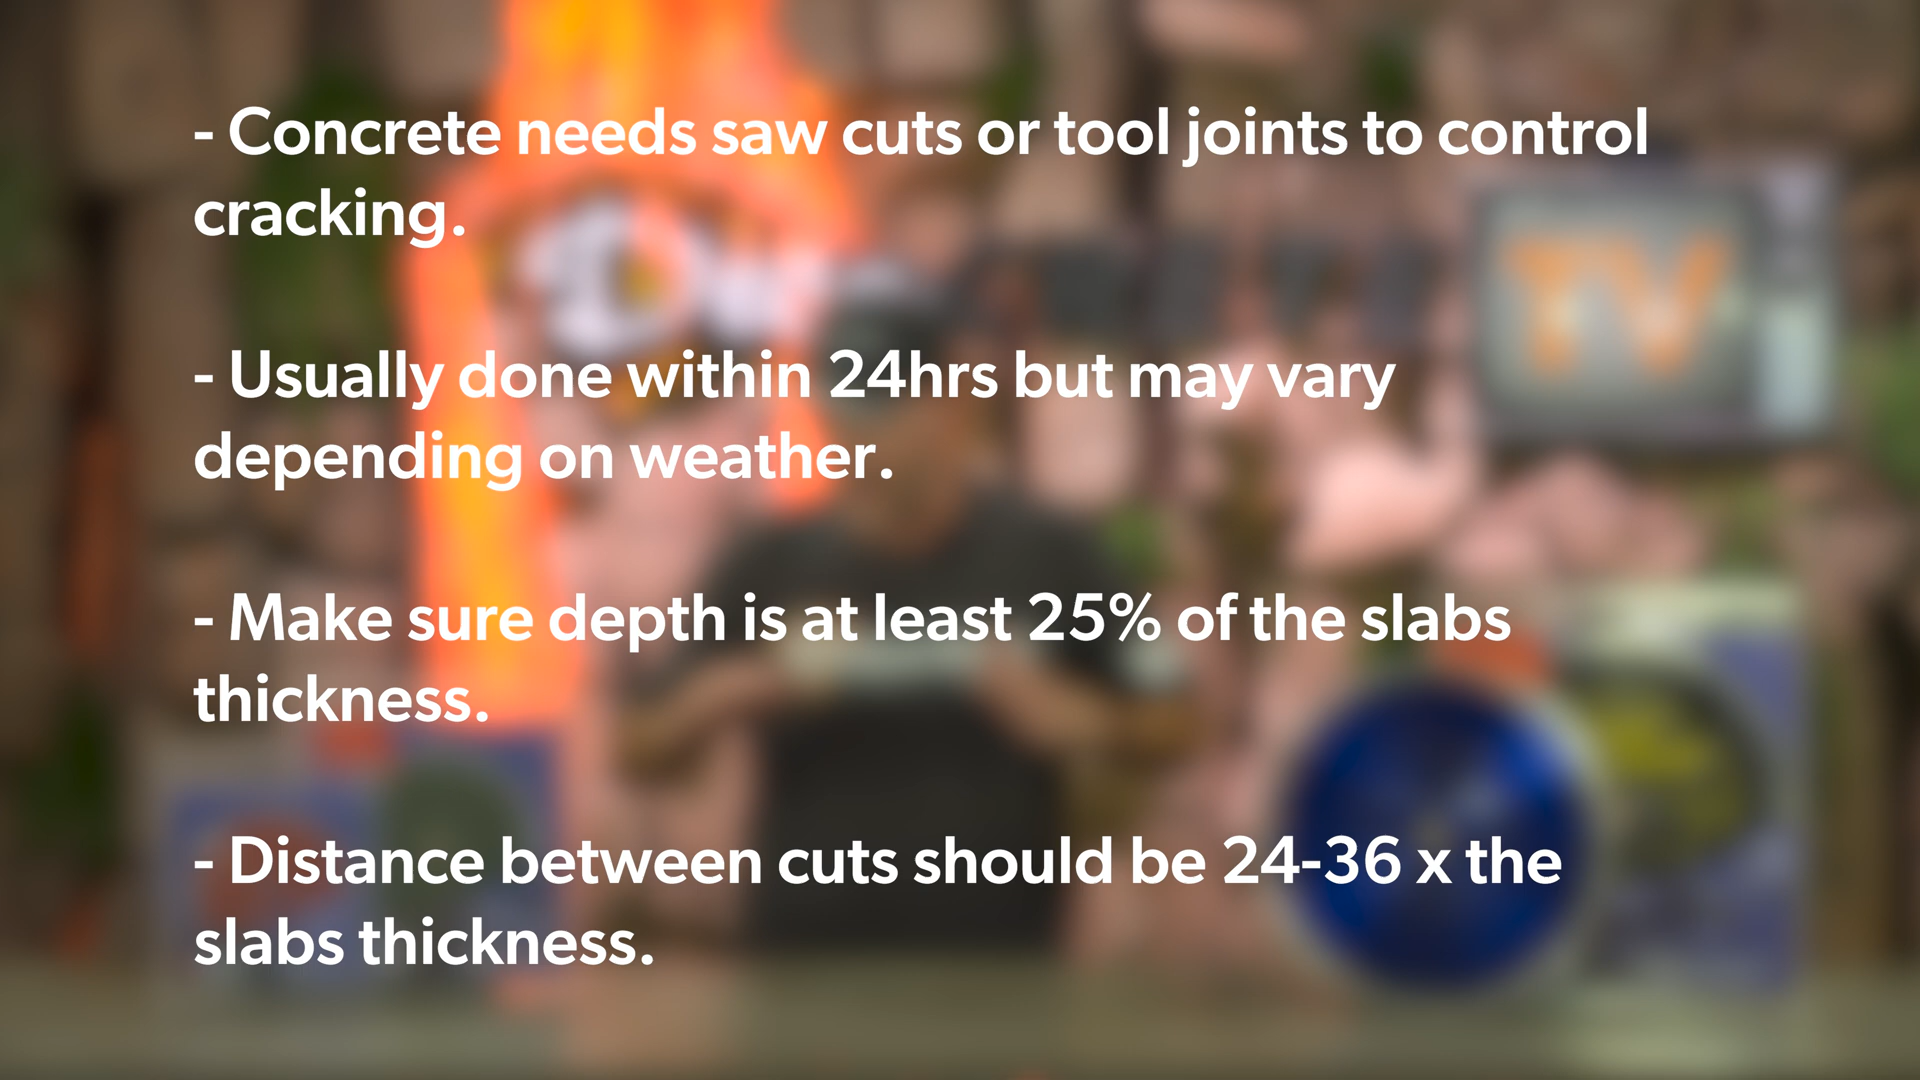 - Concrete needs saw cuts or tool joints to control
cracking.
- Usually done within 24hrs but may vary
depending on weather.
- Make sure depth is at least 25% of the slabs
thickness.
- Distance between cuts should be 24-36 x the
slabs thickness.
TV